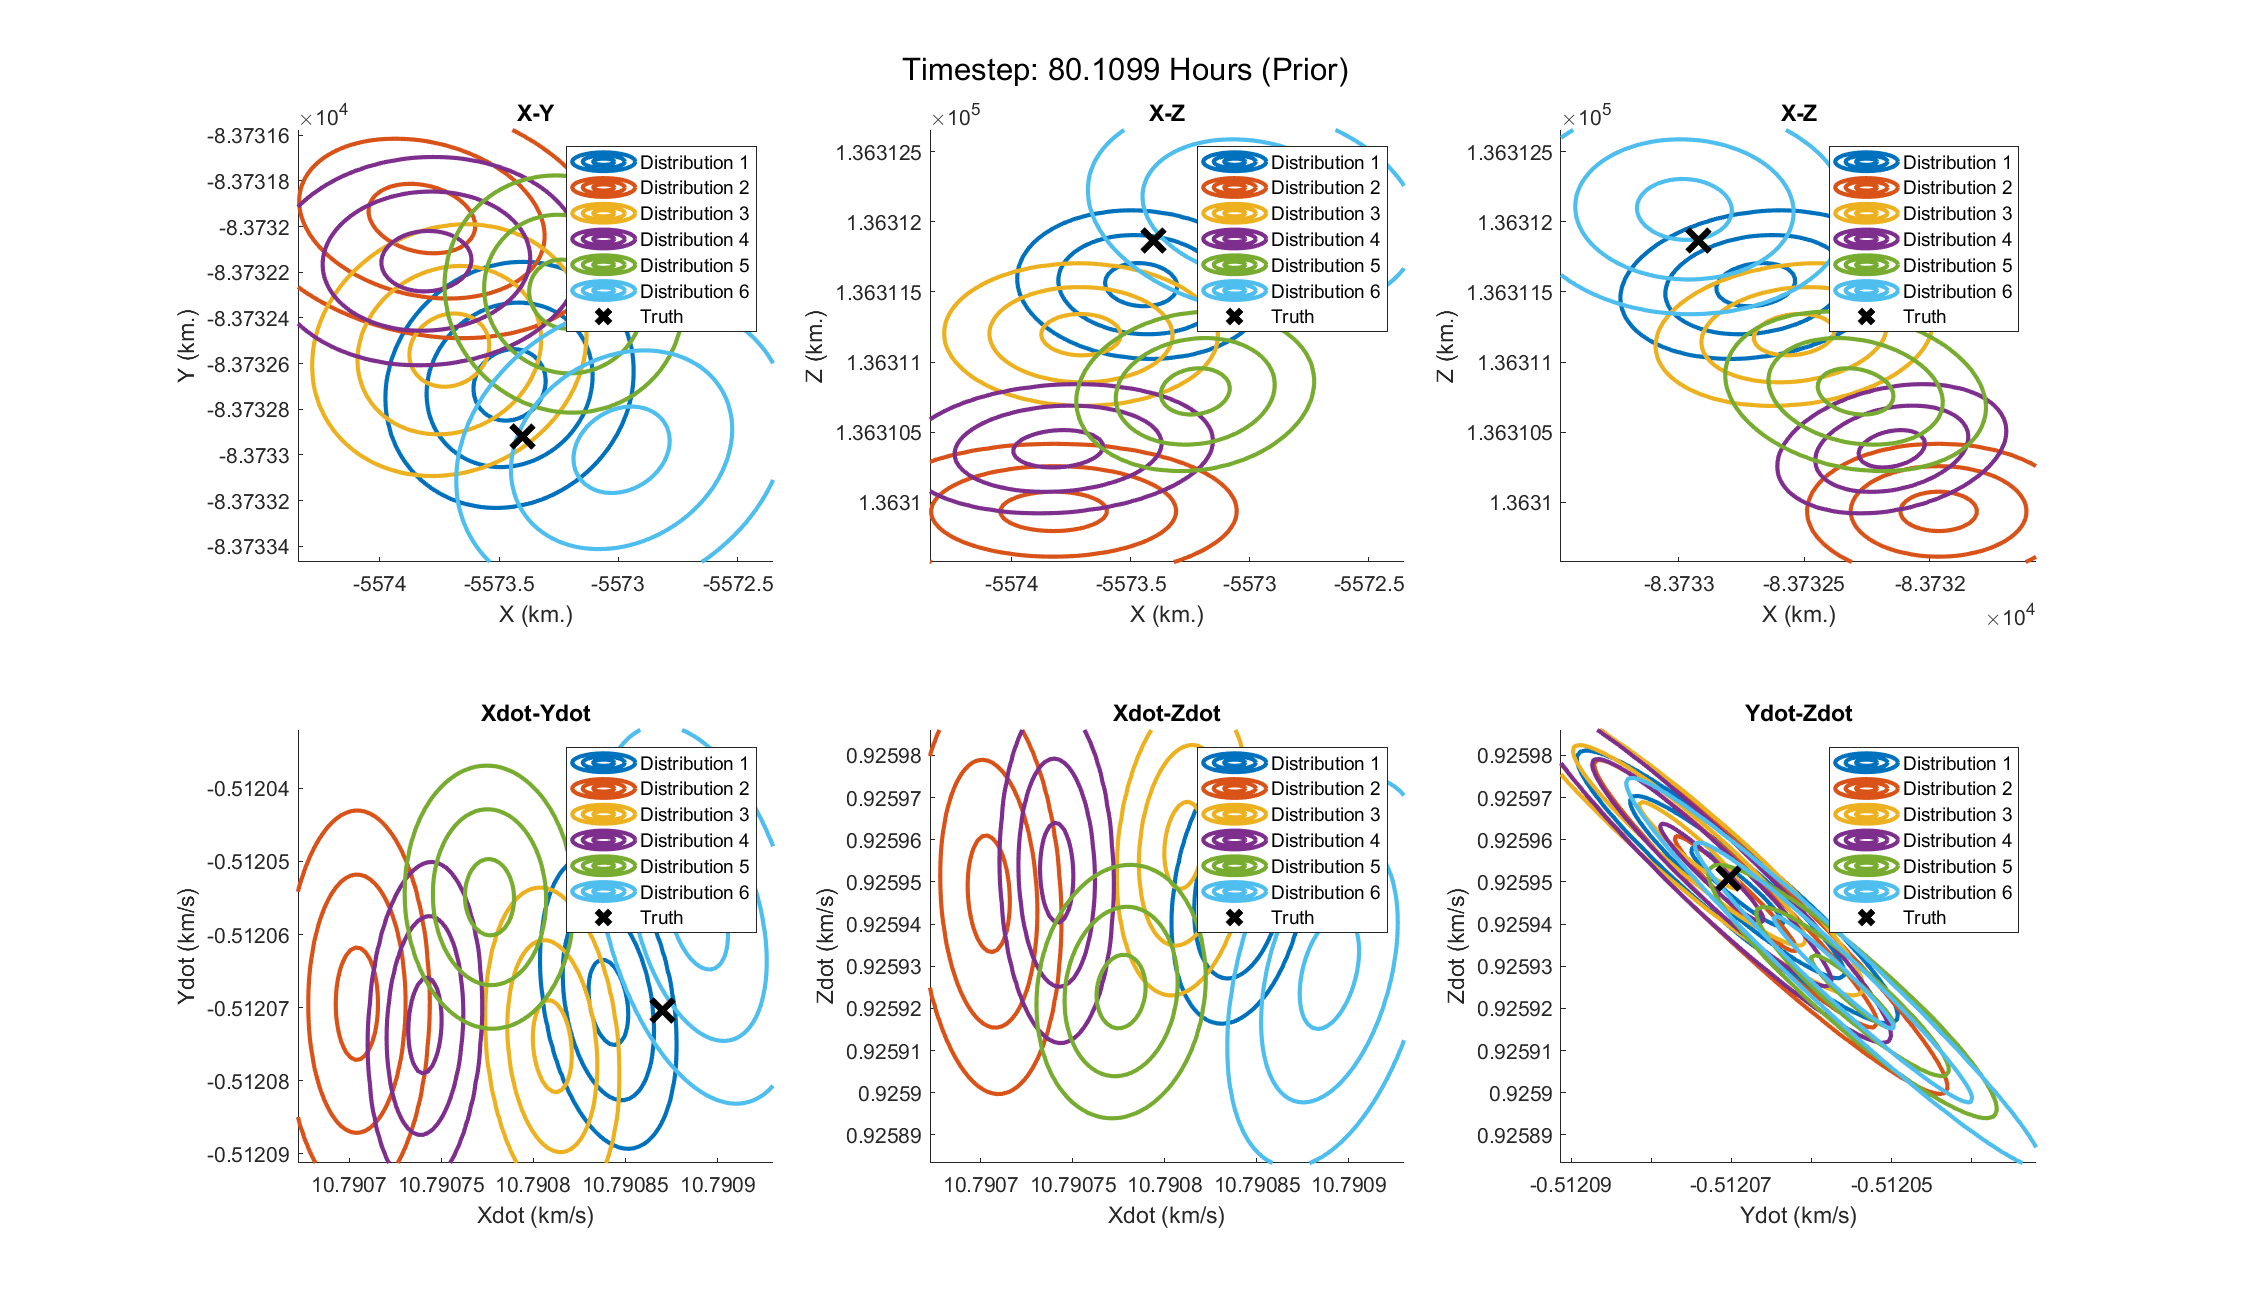 Timestep: 80.1099 Hours (Prior)
X-Y
×10^4
-8.37316
-8.37318
-8.3732
-8.37322
-8.37324
-8.37326
-8.37328
-8.3733
-8.37332
-8.37334
Y (km.)
-5574 -5573.5 -5573 -5572.5
X (km.)
Distribution 1
Distribution 2
Distribution 3
Distribution 4
Distribution 5
Distribution 6
Truth
X-Z
×10^5
1.363125
1.36312
1.363115
1.36311
1.363105
1.3631
Z (km.)
-5574 -5573.5 -5573 -5572.5
X (km.)
Distribution 1
Distribution 2
Distribution 3
Distribution 4
Distribution 5
Distribution 6
Truth
X-Z
×10^5
1.363125
1.36312
1.363115
1.36311
1.363105
1.3631
Z (km.)
-8.3733 -8.37325 -8.3732
X (km.)
×10^4
Distribution 1
Distribution 2
Distribution 3
Distribution 4
Distribution 5
Distribution 6
Truth
Xdot-Ydot
-0.51204
-0.51205
-0.51206
-0.51207
-0.51208
-0.51209
Ydot (km/s)
10.7907 10.79075 10.7908 10.79085 10.7909
Xdot (km/s)
Distribution 1
Distribution 2
Distribution 3
Distribution 4
Distribution 5
Distribution 6
Truth
Xdot-Zdot
0.92598
0.92597
0.92596
0.92595
0.92594
0.92593
0.92592
0.92591
0.9259
0.92589
Zdot (km/s)
10.7907 10.79075 10.7908 10.79085 10.7909
Xdot (km/s)
Distribution 1
Distribution 2
Distribution 3
Distribution 4
Distribution 5
Distribution 6
Truth
Ydot-Zdot
0.92598
0.92597
0.92596
0.92595
0.92594
0.92593
0.92592
0.92591
0.9259
0.92589
Zdot (km/s)
-0.51209 -0.51207 -0.51205
Ydot (km/s)
Distribution 1
Distribution 2
Distribution 3
Distribution 4
Distribution 5
Distribution 6
Truth